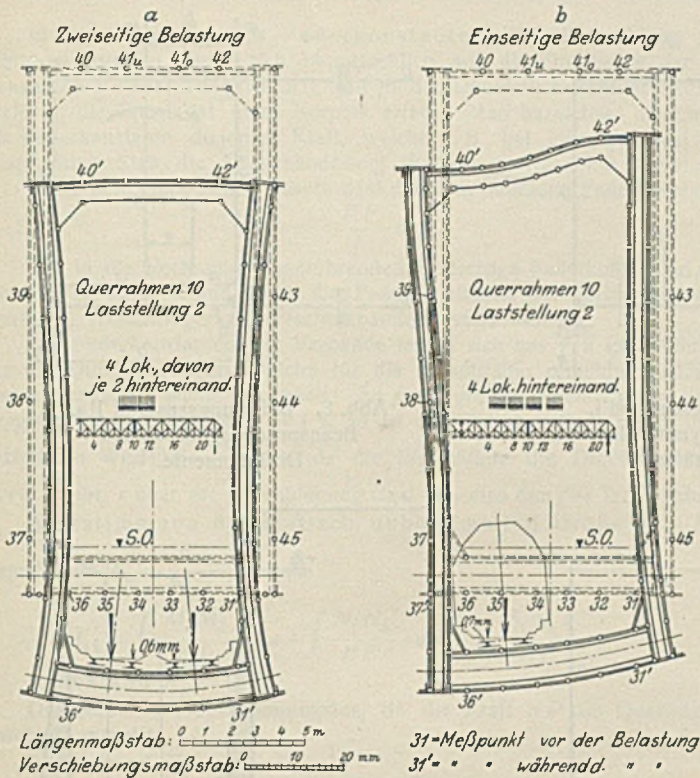 a
Zweiseitige Belastung
40 41u 41o 42
40' 42'
39 43
Querrahmen 10
Laststellung 2
4 Lok., davon
je 2 hintereinand.
38 44
4 8 10 12 16 20
37 S.O. 45
36 35 34 33 32 31'
0,6mm
36' 31'
Längenmaßstab: 0 1 2 3 4 5 m
Verschiebungsmaßstab: 0 10 20 mm
b
Einseitige Belastung
40 41u 41o 42
40' 42'
39 43
Querrahmen 10
Laststellung 2
38 44
4 Lok. hintereinand.
4 8 10 12 16 20
37 S.O. 45
37' 36 35 34 33 32 31'
36' 31'
31=Meßpunkt vor der Belastung
31'= " " während d. " "